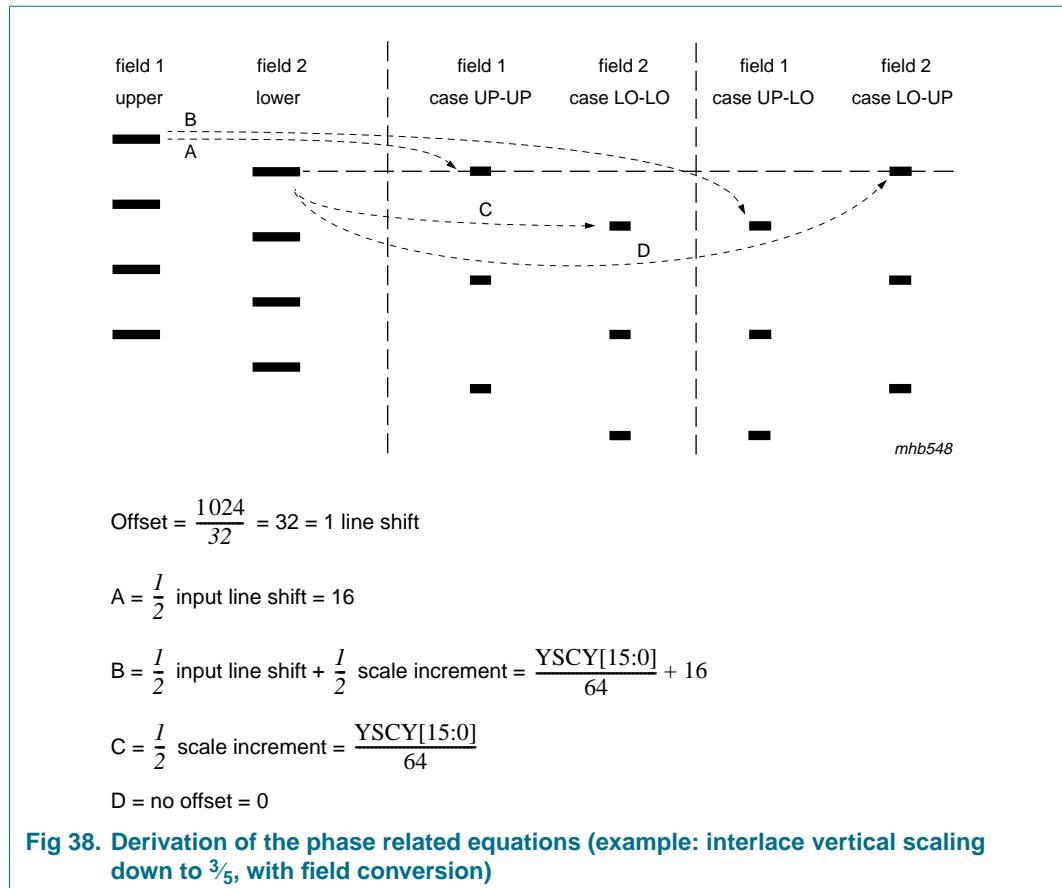 field 1 field 2 field 1 field 2 field 1 field 2
upper lower case UP-UP case LO-LO case UP-LO case LO-UP
B
A
C
D
mhb548
Offset = 1024/32 = 32 = 1 line shift
A = 1/2 input line shift = 16
B = 1/2 input line shift + 1/2 scale increment = YSCY[15:0]/64 + 16
C = 1/2 scale increment = YSCY[15:0]/64
D = no offset = 0
Fig 38. Derivation of the phase related equations (example: interlace vertical scaling
down to 3/5, with field conversion)